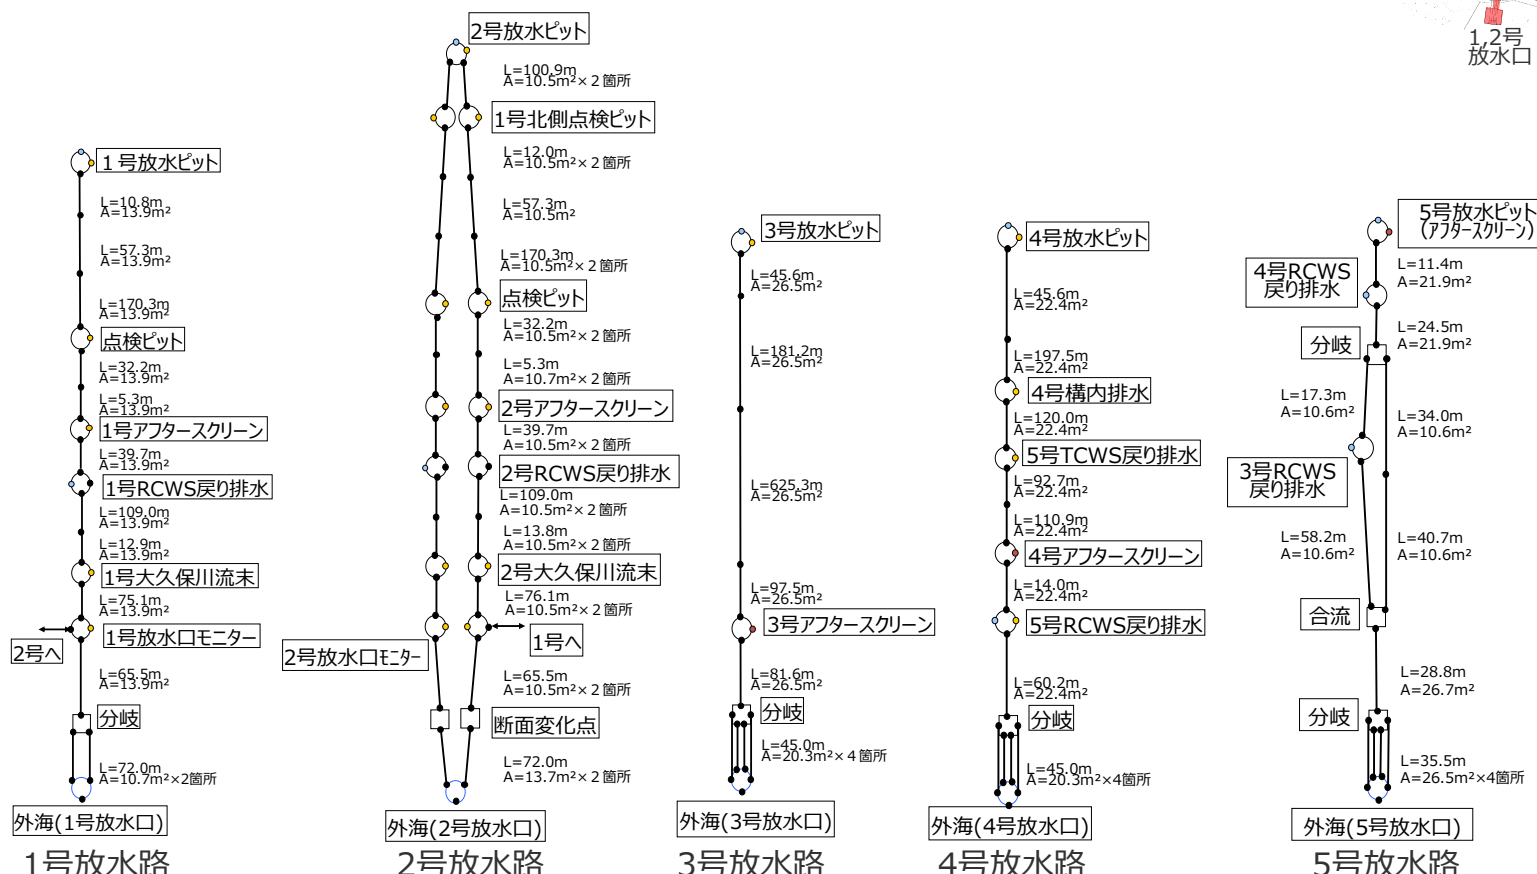 1,2号
放水口
1号放水ピット
L=10.8m
A=13.9m²
L=57.3m
A=13.9m²
L=170.3m
A=13.9m²
点検ピット
L=32.2m
A=13.9m²
L=5.3m
A=13.9m²
1号アフタースクリーン
L=39.7m
A=13.9m²
1号RCWS戻り排水
L=109.0m
A=13.9m²
L=12.9m
A=13.9m²
1号大久保川流末
L=75.1m
A=13.9m²
1号放水口モニター
2号へ
L=65.5m
A=13.9m²
分岐
L=72.0m
A=10.7m²×2箇所
外海(1号放水口)
1号放水路
2号放水ピット
L=100.9m
A=10.5m²×2箇所
1号北側点検ピット
L=12.0m
A=10.5m²×2箇所
L=57.3m
A=10.5m²
L=170.3m
A=10.5m²×2箇所
点検ピット
L=32.2m
A=10.5m²×2箇所
L=5.3m
A=10.7m²×2箇所
2号アフタースクリーン
L=39.7m
A=10.5m²×2箇所
2号RCWS戻り排水
L=109.0m
A=10.5m²×2箇所
L=13.8m
A=10.5m²×2箇所
2号大久保川流末
L=76.1m
A=10.5m²×2箇所
1号へ
2号放水口モニター
L=65.5m
A=10.5m²×2箇所
断面変化点
L=72.0m
A=13.7m²×2箇所
外海(2号放水口)
2号放水路
3号放水ピット
L=45.6m
A=26.5m²
L=181.2m
A=26.5m²
L=625.3m
A=26.5m²
L=97.5m
A=26.5m²
3号アフタースクリーン
L=81.6m
A=26.5m²
分岐
L=45.0m
A=20.3m²×4箇所
外海(3号放水口)
3号放水路
4号放水ピット
L=45.6m
A=22.4m²
L=197.5m
A=22.4m²
4号構内排水
L=120.0m
A=22.4m²
5号TCWS戻り排水
L=92.7m
A=22.4m²
L=110.9m
A=22.4m²
4号アフタースクリーン
L=14.0m
A=22.4m²
5号RCWS戻り排水
L=60.2m
A=22.4m²
分岐
L=45.0m
A=20.3m²×4箇所
外海(4号放水口)
4号放水路
5号放水ピット
(アフタースクリーン)
L=11.4m
A=21.9m²
4号RCWS
戻り排水
L=24.5m
A=21.9m²
分岐
L=17.3m
A=10.6m²
L=34.0m
A=10.6m²
3号RCWS
戻り排水
L=58.2m
A=10.6m²
L=40.7m
A=10.6m²
合流
L=28.8m
A=26.7m²
分岐
L=35.5m
A=26.5m²×4箇所
外海(5号放水口)
5号放水路